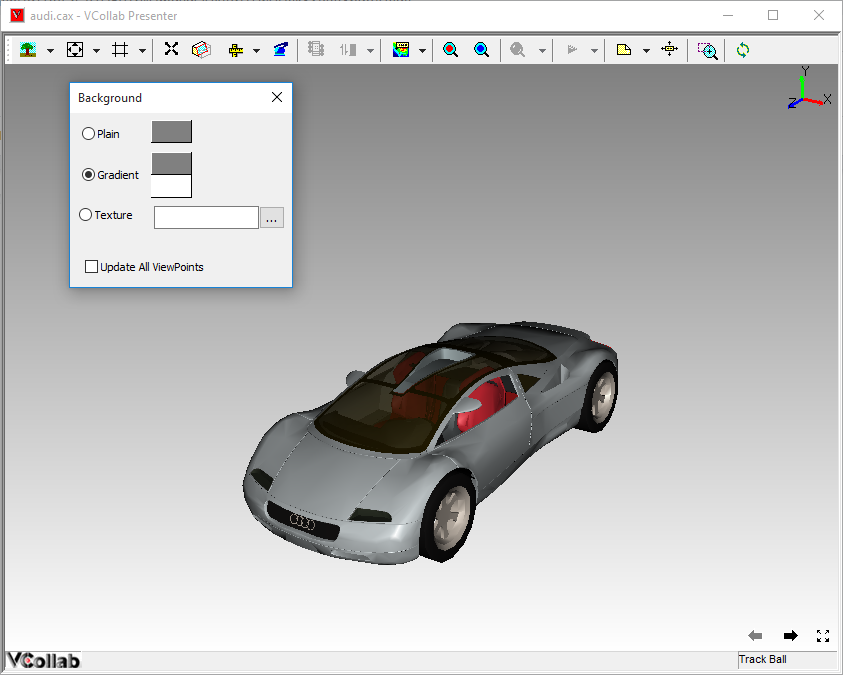 audi.cax - VCollab Presenter
Y
X
Z
Background
Plain
Gradient
Texture
...
Update All ViewPoints
VCollab
Track Ball